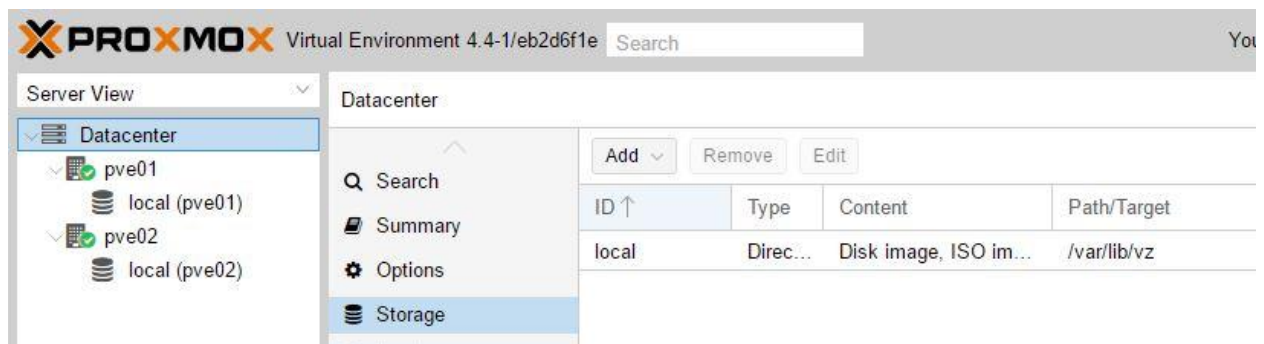 PROXMOX Virtual Environment 4.4-1/eb2d6f1e Search You
Server View
Datacenter
pve01
local (pve01)
pve02
local (pve02)
Datacenter
Search
Summary
Options
Storage
Add Remove Edit
ID Type Content Path/Target
local Direc... Disk image, ISO im... /var/lib/vz